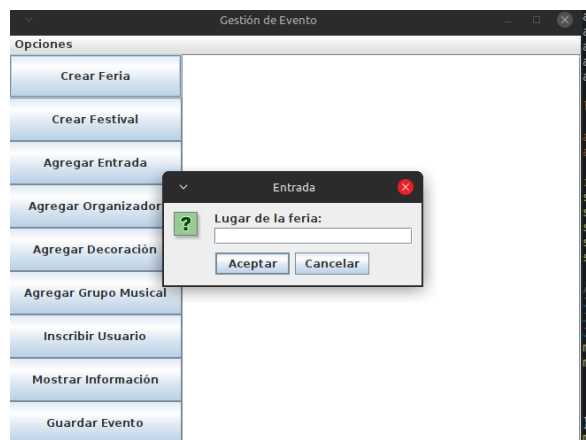 Gestión de Evento
Opciones
Crear Feria
Crear Festival
Agregar Entrada
Agregar Organizador
Agregar Decoración
Agregar Grupo Musical
Inscribir Usuario
Mostrar Información
Guardar Evento
Entrada
?
Lugar de la feria:
Aceptar Cancelar